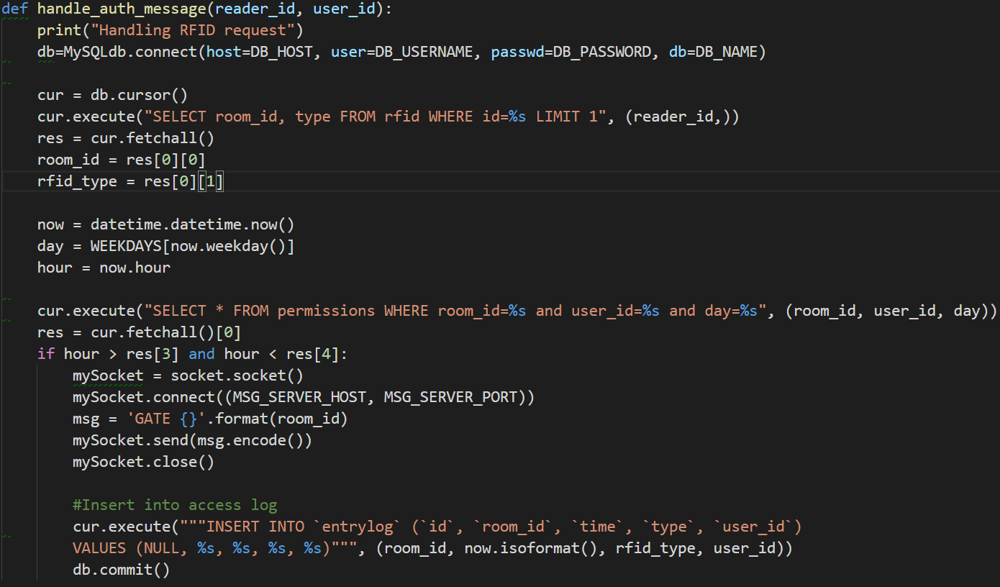 def handle_auth_message(reader_id, user_id):
    print("Handling RFID request")
    db=MySQLdb.connect(host=DB_HOST, user=DB_USERNAME, passwd=DB_PASSWORD, db=DB_NAME)
    cur = db.cursor()
    cur.execute("SELECT room_id, type FROM rfid WHERE id=%s LIMIT 1", (reader_id,))
    res = cur.fetchall()
    room_id = res[0][0]
    rfid_type = res[0][1]
    now = datetime.datetime.now()
    day = WEEKDAYS[now.weekday()]
    hour = now.hour
    cur.execute("SELECT * FROM permissions WHERE room_id=%s and user_id=%s and day=%s", (room_id, user_id, day))
    res = cur.fetchall()[0]
    if hour > res[3] and hour < res[4]:
        mySocket = socket.socket()
        mySocket.connect((MSG_SERVER_HOST, MSG_SERVER_PORT))
        msg = 'GATE {}'.format(room_id)
        mySocket.send(msg.encode())
        mySocket.close()
        #Insert into access log
        cur.execute("""INSERT INTO `entrylog` (`id`, `room_id`, `time`, `type`, `user_id`)
        VALUES (NULL, %s, %s, %s, %s)""", (room_id, now.isoformat(), rfid_type, user_id))
        db.commit()